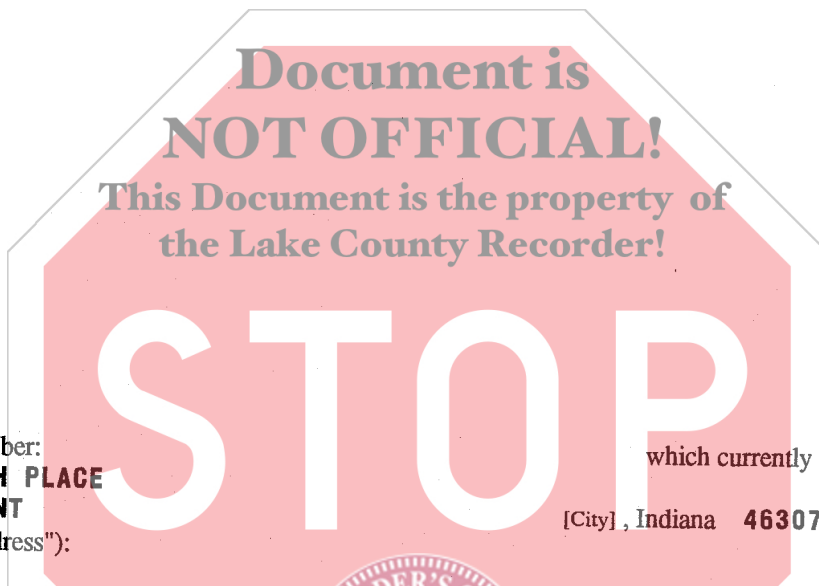 Document is
NOT OFFICIAL!
This Document is the property of
the Lake County Recorder!
STOP
ber:
which currently
PLACE
NT
[City] , Indiana 46307
ress"):
DER'S